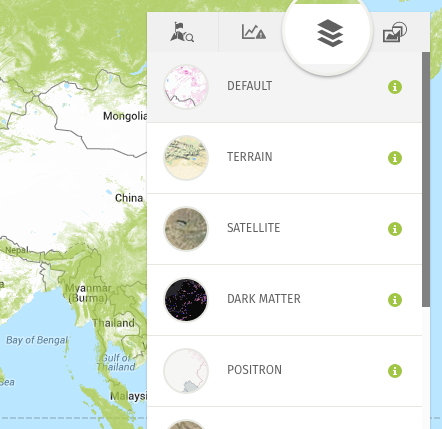 Mongolia
China
Nepal
Myanmar
(Burma)
Thailand
Bay of Bengal
Gulf of
Thailand
Malaysi
Sea
DEFAULT
TERRAIN
SATELLITE
DARK MATTER
POSITRON